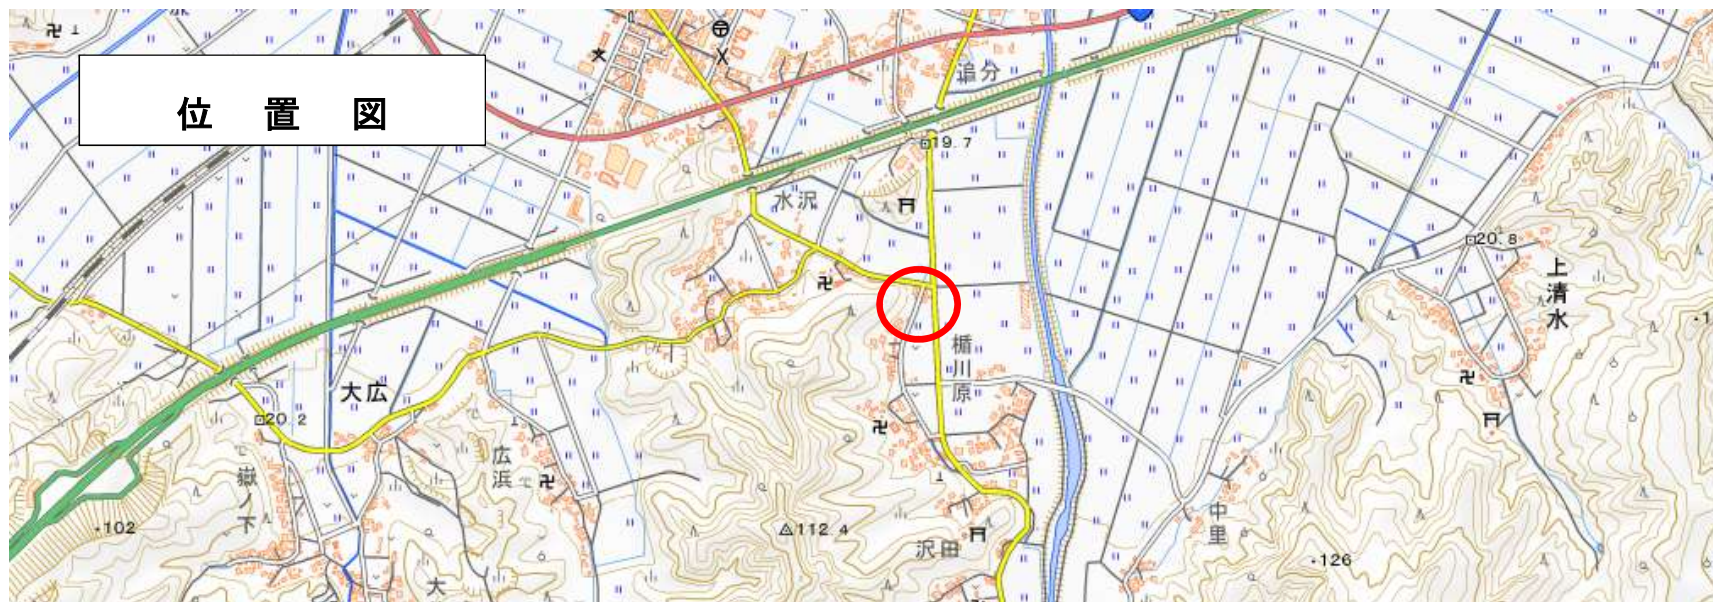 位 置 図
追分
19.7
水沢
20.8
上清水
楯川原
大広
20.2
広浜
嶽ノ下
102
112.4
沢田
中里
126
大